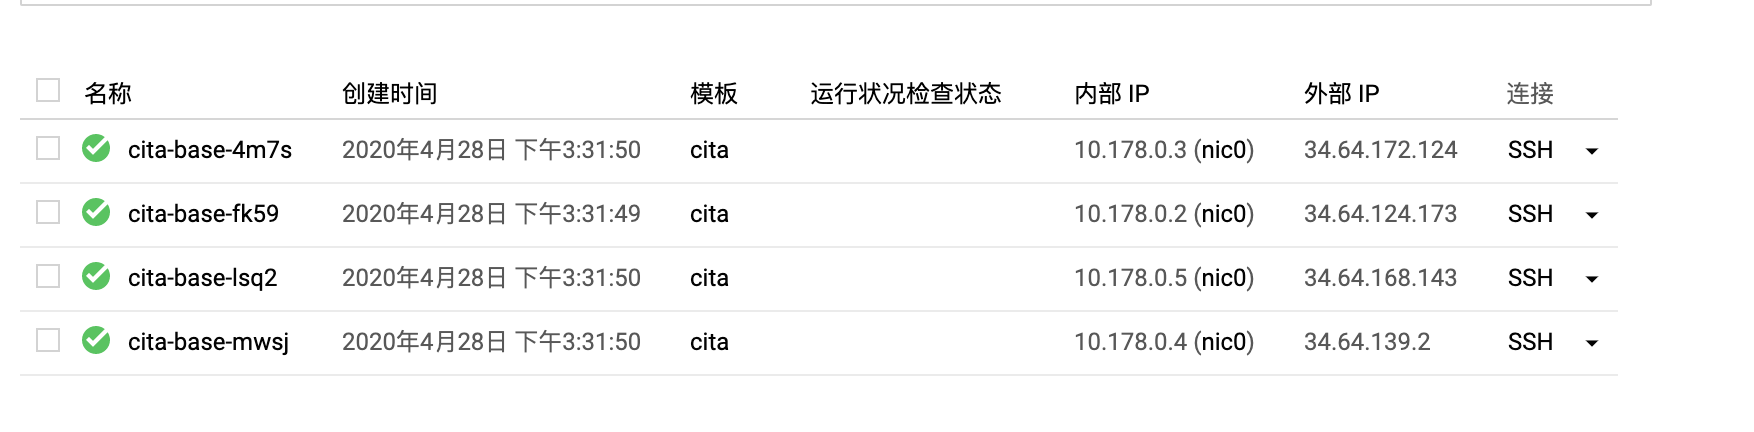 名称 创建时间 模板 运行状况检查状态 内部 IP 外部 IP 连接
cita-base-4m7s 2020年4月28日 下午3:31:50 cita 10.178.0.3 (nic0) 34.64.172.124 SSH
cita-base-fk59 2020年4月28日 下午3:31:49 cita 10.178.0.2 (nic0) 34.64.124.173 SSH
cita-base-lsq2 2020年4月28日 下午3:31:50 cita 10.178.0.5 (nic0) 34.64.168.143 SSH
cita-base-mwsj 2020年4月28日 下午3:31:50 cita 10.178.0.4 (nic0) 34.64.139.2 SSH